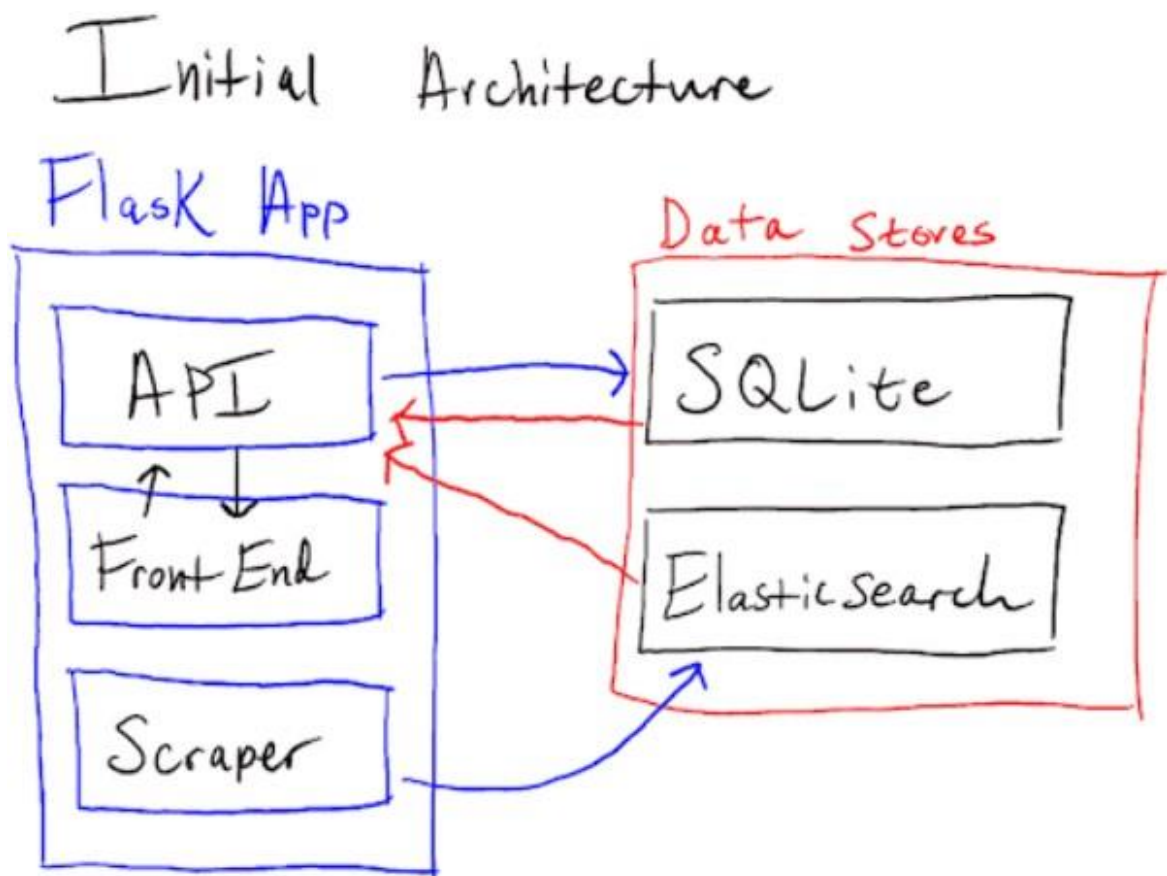 Initial Architecture
Flask App
API
Front End
Scraper
Data Stores
SQLite
Elasticsearch